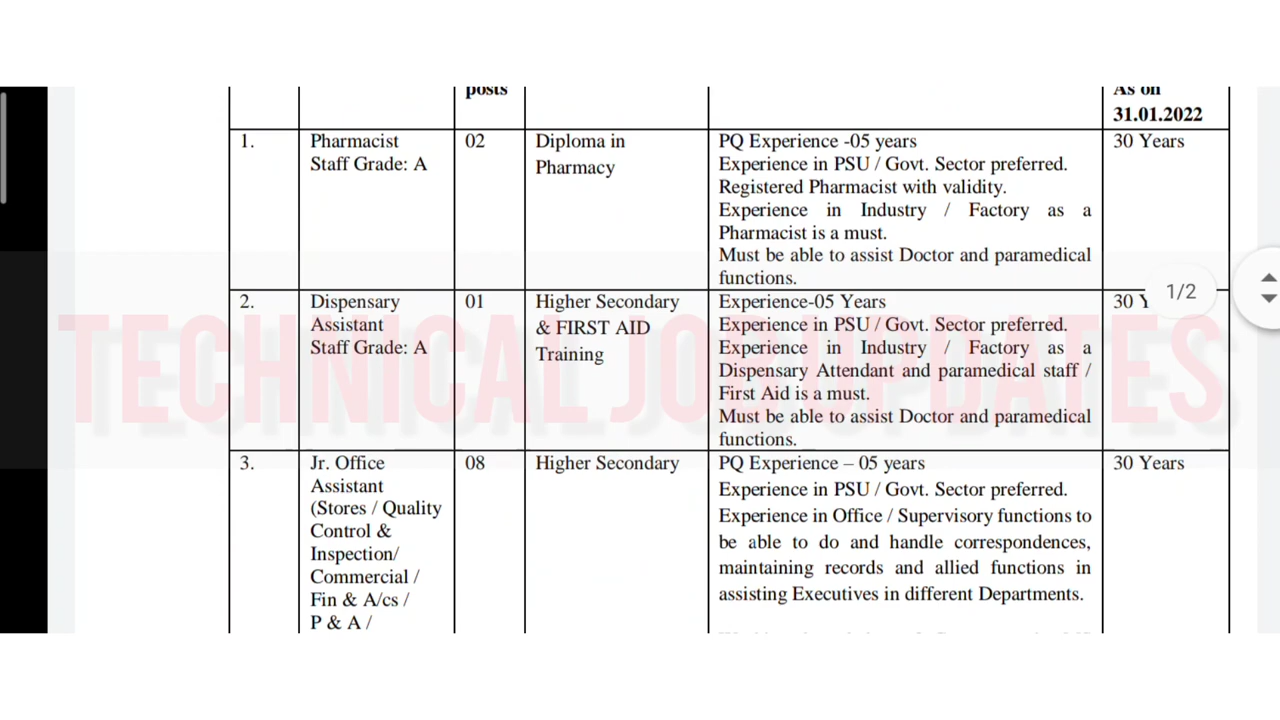 posts
As on
31.01.2022
1.
Pharmacist
Staff Grade: A
02
Diploma in
Pharmacy
PQ Experience -05 years
Experience in PSU / Govt. Sector preferred.
Registered Pharmacist with validity.
Experience in Industry / Factory as a
Pharmacist is a must.
Must be able to assist Doctor and paramedical
functions.
30 Years
2.
Dispensary
Assistant
Staff Grade: A
01
Higher Secondary
& FIRST AID
Training
Experience-05 Years
Experience in PSU / Govt. Sector preferred.
Experience in Industry / Factory as a
Dispensary Attendant and paramedical staff /
First Aid is a must.
Must be able to assist Doctor and paramedical
functions.
30 Y
1/2
TECHNICAL JOB UPDATES
3.
Jr. Office
Assistant
(Stores / Quality
Control &
Inspection/
Commercial /
Fin & A/cs /
P & A /
08
Higher Secondary
PQ Experience – 05 years
Experience in PSU / Govt. Sector preferred.
Experience in Office / Supervisory functions to
be able to do and handle correspondences,
maintaining records and allied functions in
assisting Executives in different Departments.
30 Years